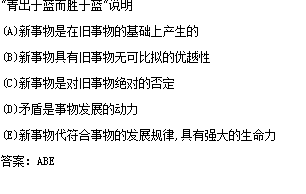 “青出于蓝而胜于蓝”说明
(A)新事物是在旧事物的基础上产生的
(B)新事物具有旧事物无可比拟的优越性
(C)新事物是对旧事物绝对的否定
(D)矛盾是事物发展的动力
(E)新事物代符合事物的发展规律,具有强大的生命力
答案：ABE